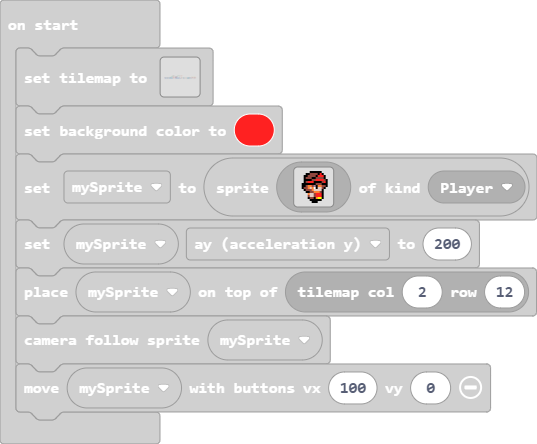 on start
set tilemap to
set background color to
set mySprite to sprite of kind Player
set mySprite ay (acceleration y) to 200
place mySprite on top of tilemap col 2 row 12
camera follow sprite mySprite
move mySprite with buttons vx 100 vy 0